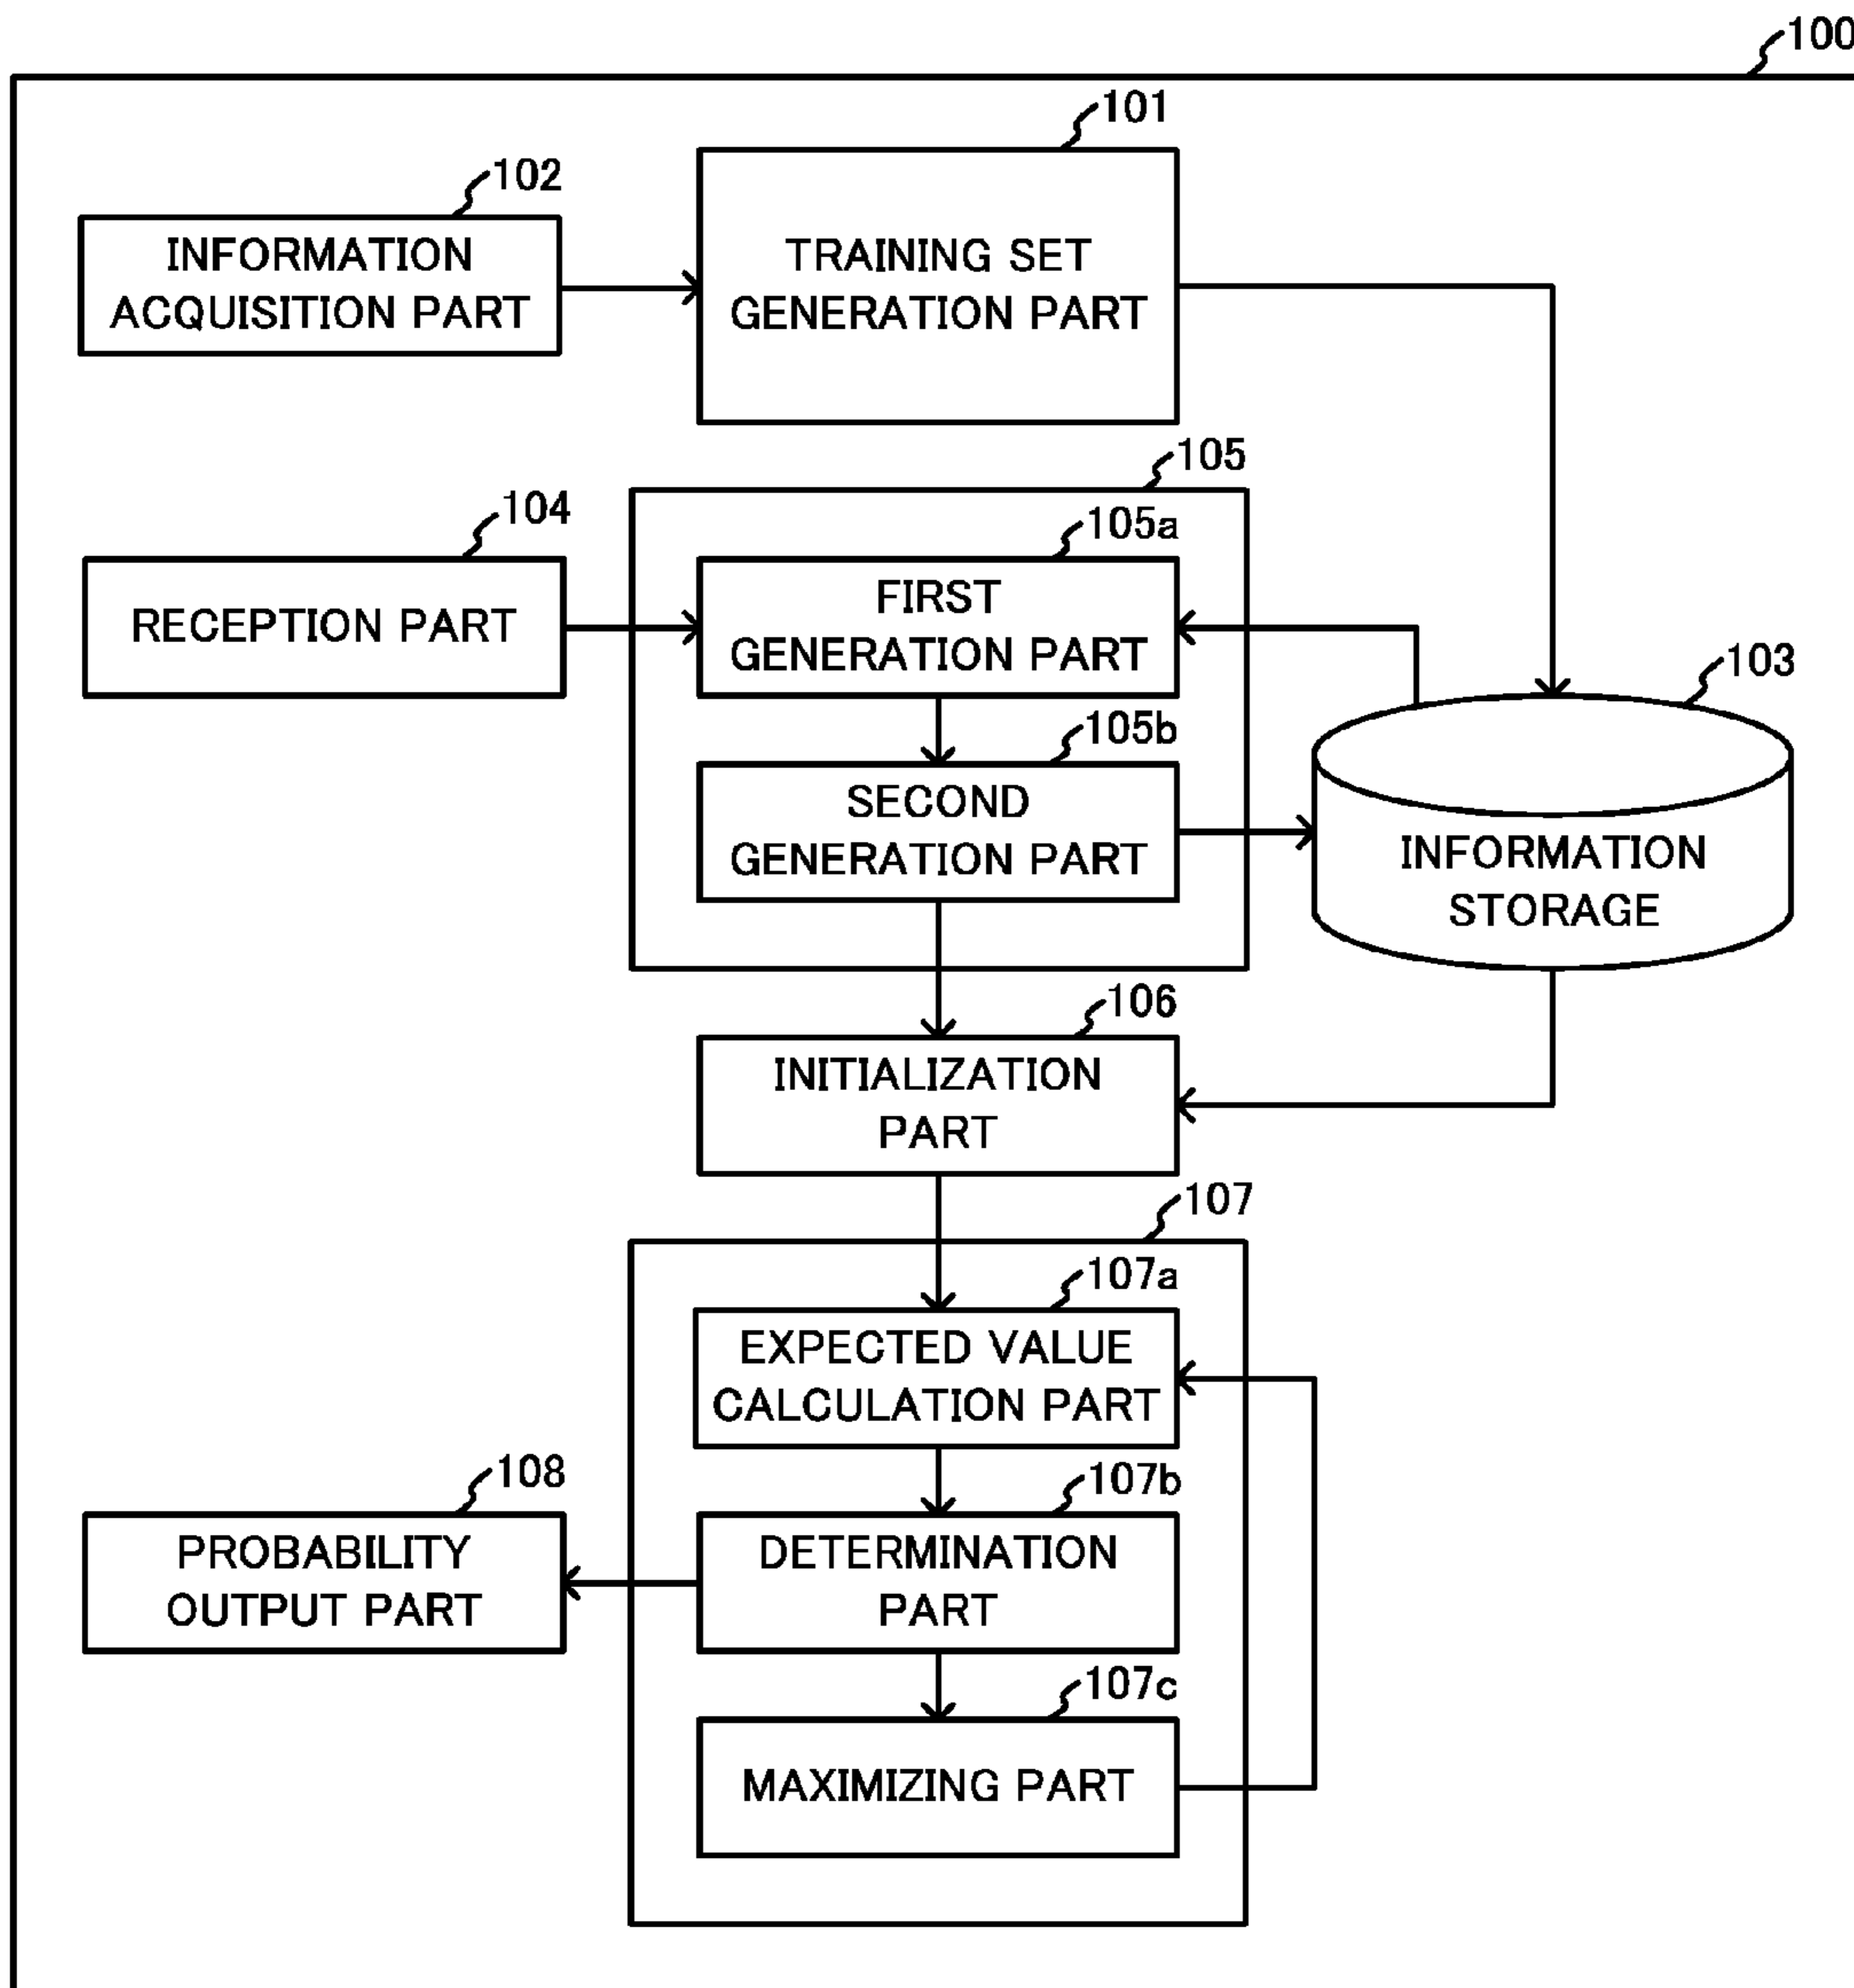 100
101
102
INFORMATION
ACQUISITION PART
TRAINING SET
GENERATION PART
105
104
105a
RECEPTION PART
FIRST
GENERATION PART
103
105b
SECOND
GENERATION PART
INFORMATION
STORAGE
106
INITIALIZATION
PART
107
107a
EXPECTED VALUE
CALCULATION PART
108
107b
PROBABILITY
OUTPUT PART
DETERMINATION
PART
107c
MAXIMIZING PART